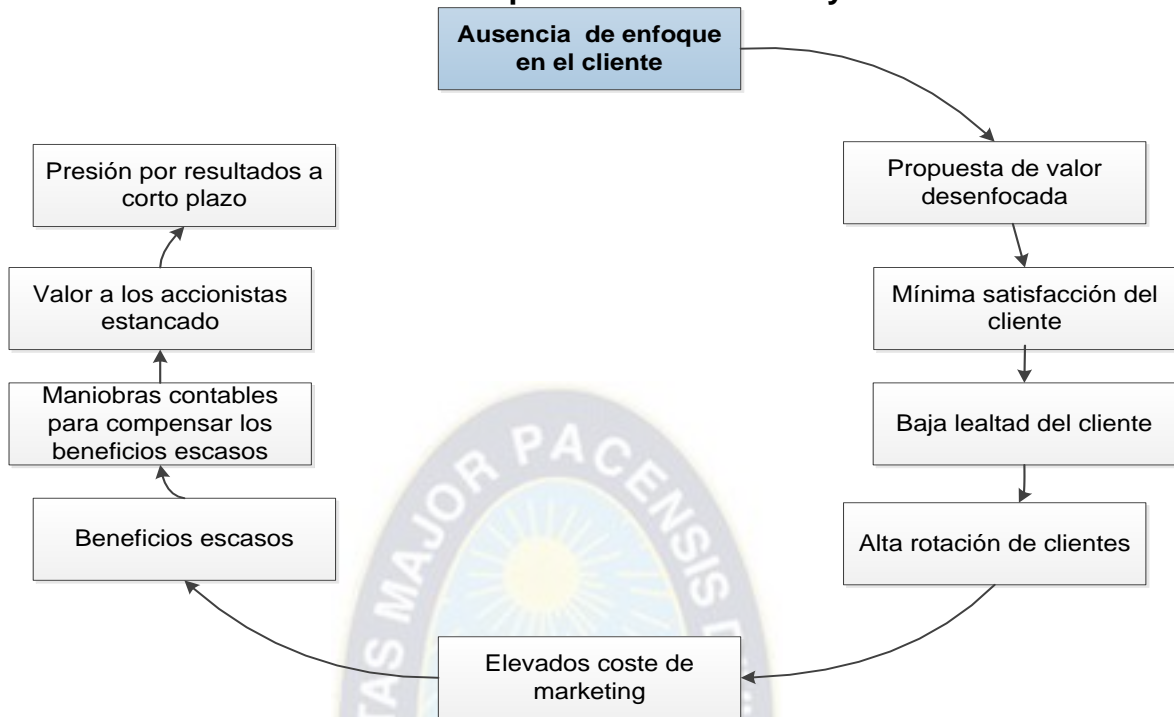 Ausencia de enfoque
en el cliente
Propuesta de valor
desenfocada
Mínima satisfacción del
cliente
Baja lealtad del cliente
Alta rotación de clientes
Elevados coste de
marketing
Beneficios escasos
Maniobras contables
para compensar los
beneficios escasos
Valor a los accionistas
estancado
Presión por resultados a
corto plazo
MAJOR PACENSIS